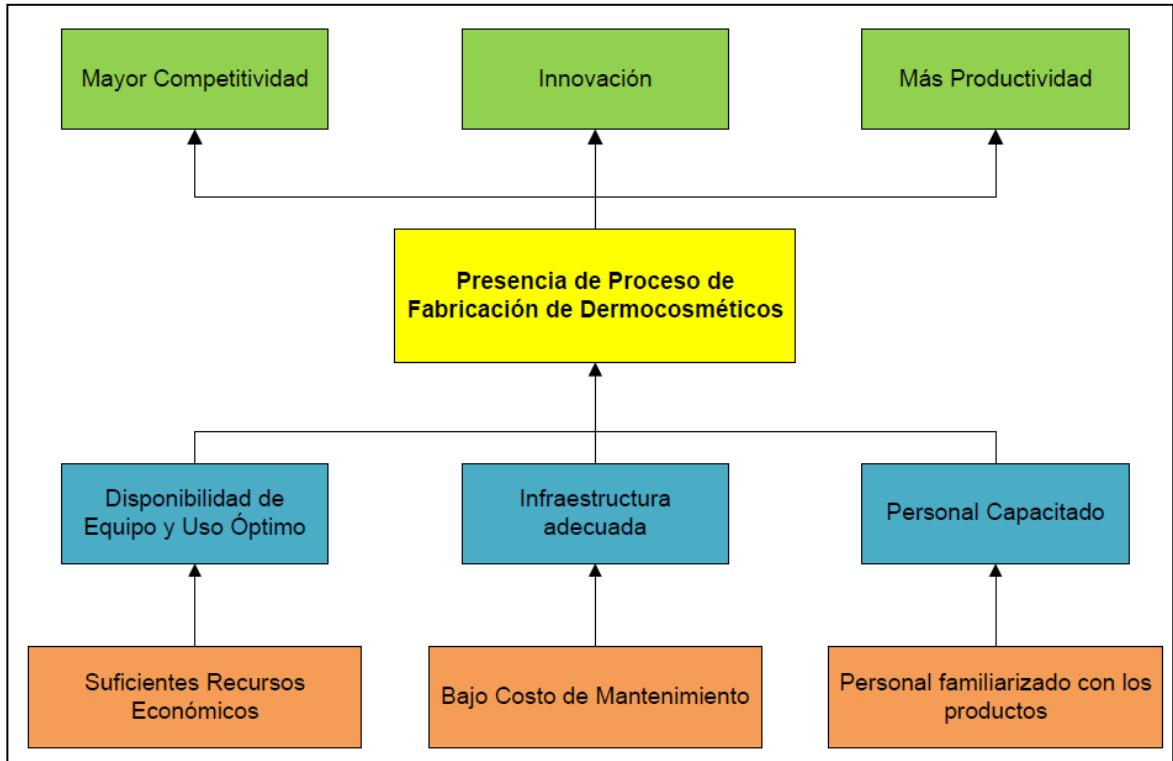 Mayor Competitividad
Innovación
Más Productividad
Presencia de Proceso de
Fabricación de Dermocosméticos
Disponibilidad de
Equipo y Uso Óptimo
Infraestructura
adecuada
Personal Capacitado
Suficientes Recursos
Económicos
Bajo Costo de Mantenimiento
Personal familiarizado con los
productos